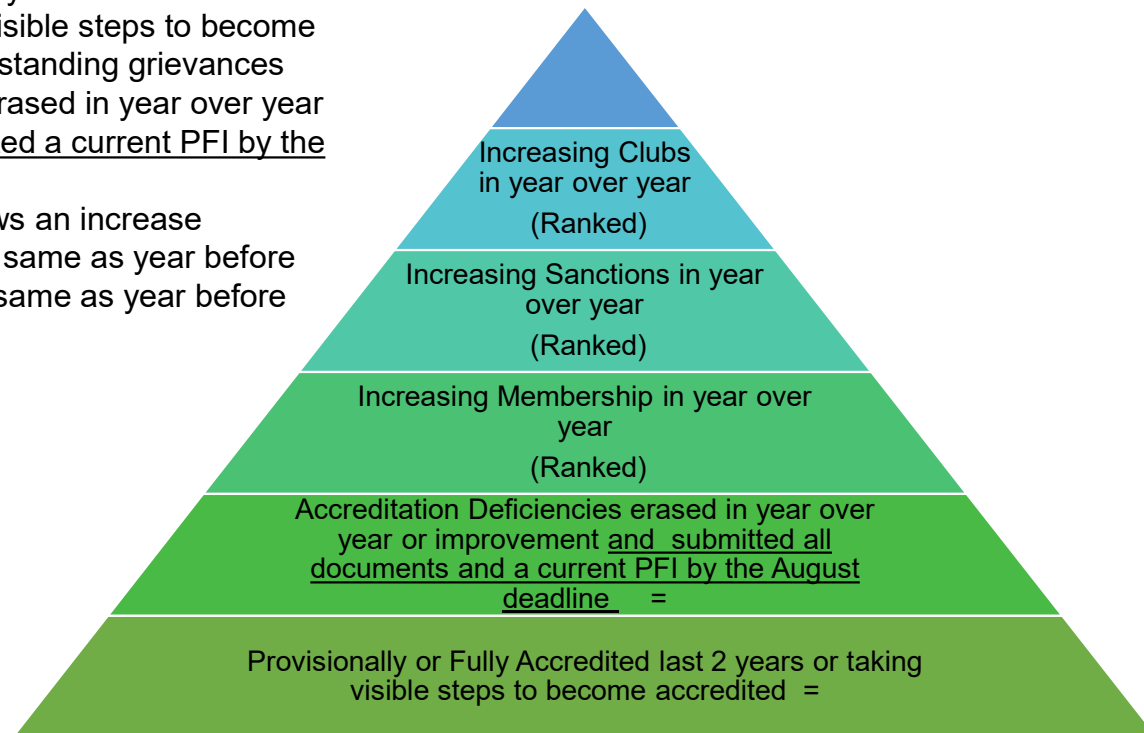 isible steps to become
standing grievances
rased in year over year
ed a current PFI by the
ws an increase
same as year before
same as year before
Increasing Clubs
in year over year
(Ranked)
Increasing Sanctions in year
over year
(Ranked)
Increasing Membership in year over
year
(Ranked)
Accreditation Deficiencies erased in year over
year or improvement and submitted all
documents and a current PFI by the August
deadline =
Provisionally or Fully Accredited last 2 years or taking
visible steps to become accredited =